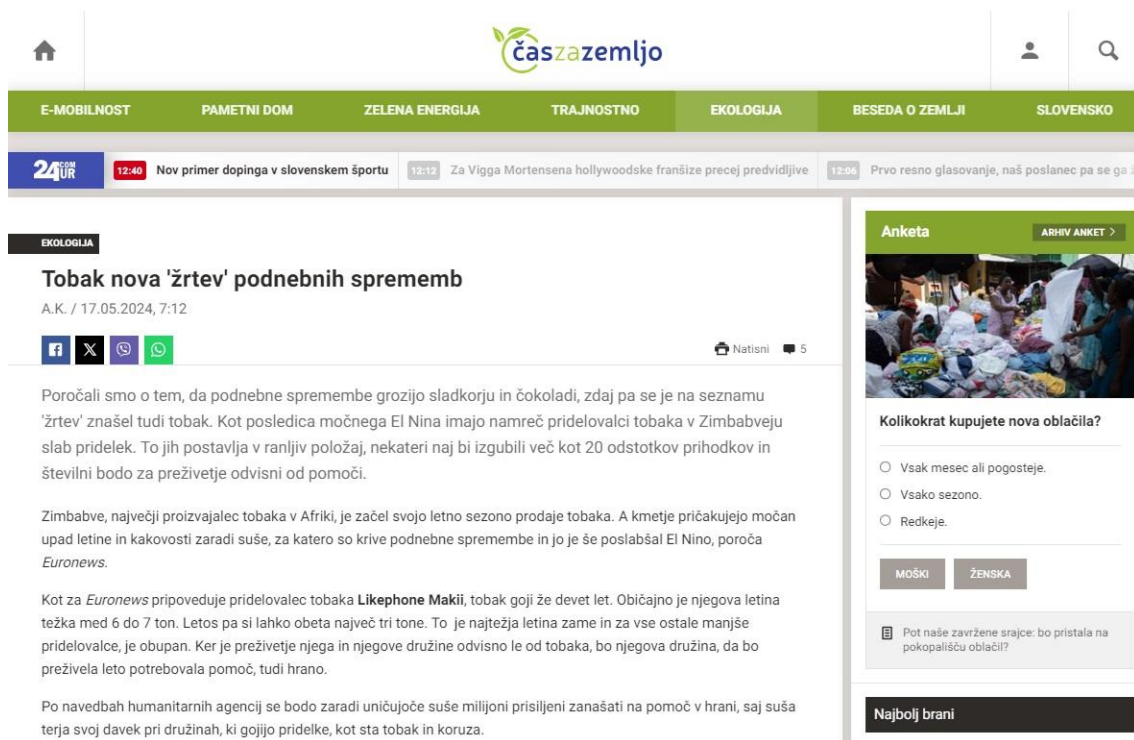 časzazemljo
E-MOBILNOST PAMETNI DOM ZELENA ENERGIJA TRAJNOSTNO EKOLOGIJA BESEDA O ZEMLJI SLOVENSKO
24UR COM 12:40 Nov primer dopinga v slovenskem športu 12:12 Za Vigga Mortensena hollywoodske franšize precej predvidljive 12:06 Prvo resno glasovanje, naš poslanec pa se ga
EKOLOGIJA
Tobak nova 'žrtev' podnebnih sprememb
A.K. / 17.05.2024, 7:12
Natisni 5
Poročali smo o tem, da podnebne spremembe grozijo sladkorju in čokoladi, zdaj pa se je na seznamu
'žrtev' znašel tudi tobak. Kot posledica močnega El Nina imajo namreč pridelovalci tobaka v Zimbabveju
slab pridelek. To jih postavlja v ranljiv položaj, nekateri naj bi izgubili več kot 20 odstotkov prihodkov in
številni bodo za preživetje odvisni od pomoči.
Zimbabve, največji proizvajalec tobaka v Afriki, je začel svojo letno sezono prodaje tobaka. A kmetje pričakujejo močan
upad letine in kakovosti zaradi suše, za katero so krive podnebne spremembe in jo je še poslabšal El Nino, poroča
Euronews.
Kot za Euronews pripoveduje pridelovalec tobaka Likephone Makii, tobak goji že devet let. Običajno je njegova letina
težka med 6 do 7 ton. Letos pa si lahko obeta največ tri tone. To je najtežja letina zame in za vse ostale manjše
pridelovalce, je obupan. Ker je preživetje njega in njegove družine odvisno le od tobaka, bo njegova družina, da bo
preživela leto potrebovala pomoč, tudi hrano.
Po navedbah humanitarnih agencij se bodo zaradi uničujoče suše milijoni prisiljeni zanašati na pomoč v hrani, saj suša
terja svoj davek pri družinah, ki gojijo pridelke, kot sta tobak in koruza.
Anketa ARHIV ANKET >
Kolikokrat kupujete nova oblačila?
Vsak mesec ali pogosteje.
Vsako sezono.
Redkeje.
MOŠKI ŽENSKA
Pot naše zavržene srajce: bo pristala na
pokopališču oblačil?
Najbolj brani